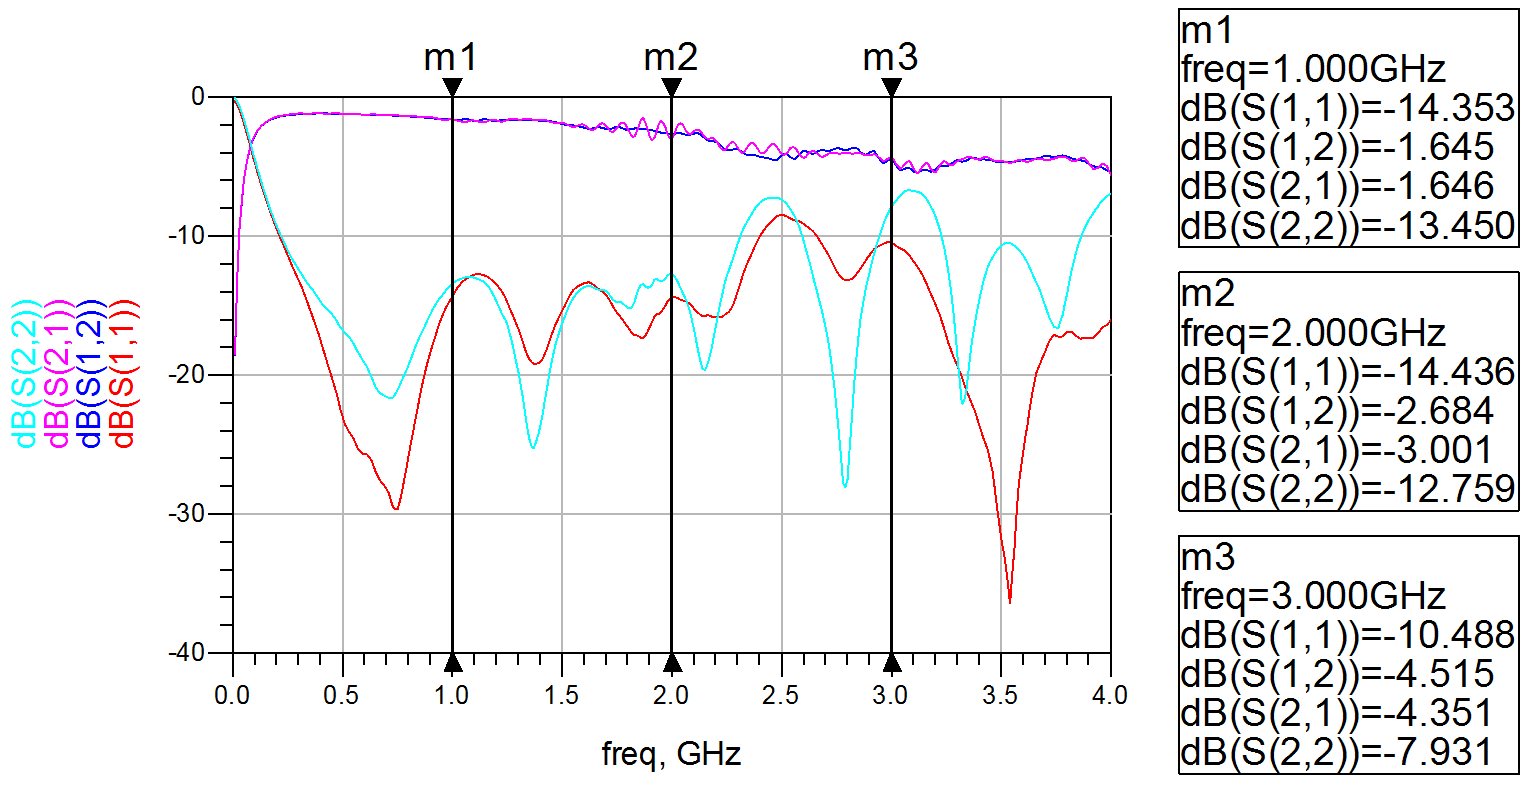 m1
m2
m3
0
-10
-20
-30
-40
0.0
0.5
1.0
1.5
2.0
2.5
3.0
3.5
4.0
freq, GHz
dB(S(2,2))
dB(S(2,1))
dB(S(1,2))
dB(S(1,1))
m1
freq=1.000GHz
dB(S(1,1))=-14.353
dB(S(1,2))=-1.645
dB(S(2,1))=-1.646
dB(S(2,2))=-13.450
m2
freq=2.000GHz
dB(S(1,1))=-14.436
dB(S(1,2))=-2.684
dB(S(2,1))=-3.001
dB(S(2,2))=-12.759
m3
freq=3.000GHz
dB(S(1,1))=-10.488
dB(S(1,2))=-4.515
dB(S(2,1))=-4.351
dB(S(2,2))=-7.931